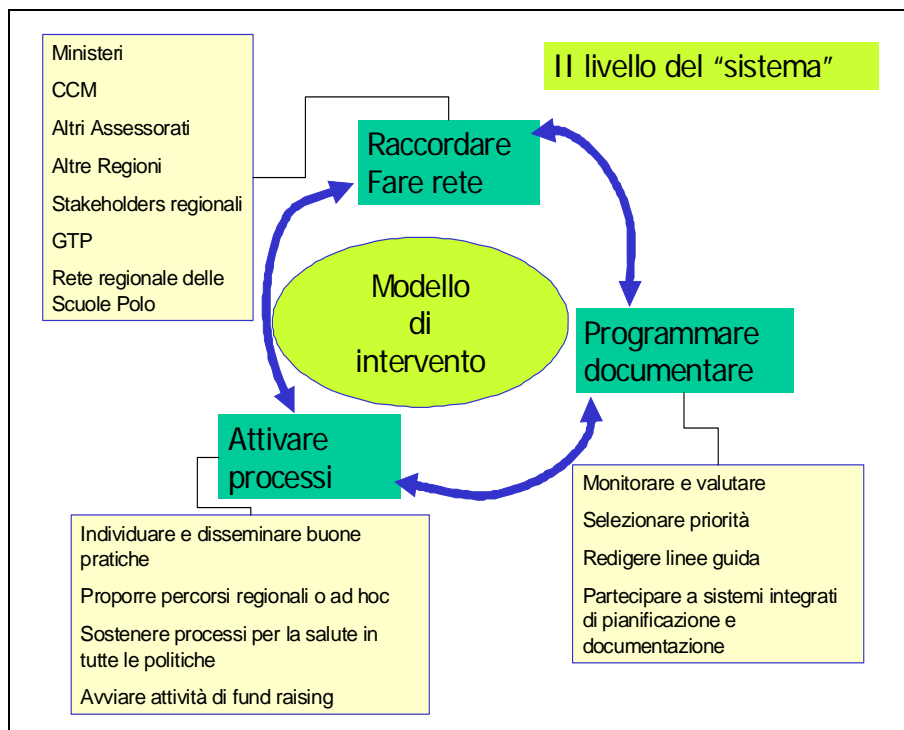 Ministeri
CCM
Altri Assessorati
Altre Regioni
Stakeholders regionali
GTP
Rete regionale delle
Scuole Polo
II livello del “sistema”
Raccordare
Fare rete
Modello
di
intervento
Programmare
documentare
Attivare
processi
Individuare e disseminare buone
pratiche
Proporre percorsi regionali o ad hoc
Sostenere processi per la salute in
tutte le politiche
Avviare attività di fund raising
Monitorare e valutare
Selezionare priorità
Redigere linee guida
Partecipare a sistemi integrati
di pianificazione e
documentazione